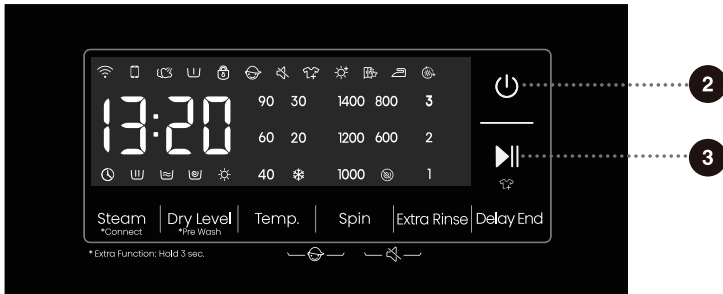 13:20
90 30 1400 800 3
60 20 1200 600 2
40 1000 1
2
3
Steam Dry Level Temp. Spin Extra Rinse Delay End
*Connect *Pre Wash
* Extra Function: Hold 3 sec.